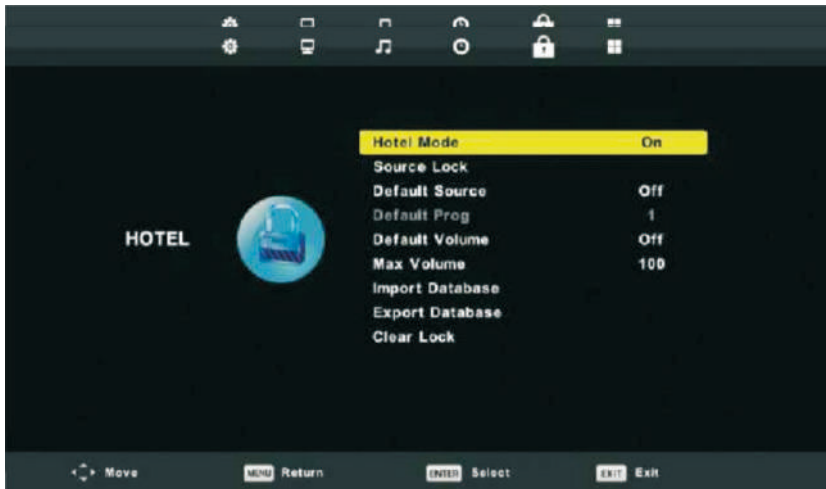 Hotel Mode On
Source Lock
Default Source Off
Default Prog 1
HOTEL
Default Volume Off
Max Volume 100
Import Database
Export Database
Clear Lock
Move MENU Return ENTER Select EXIT Exit